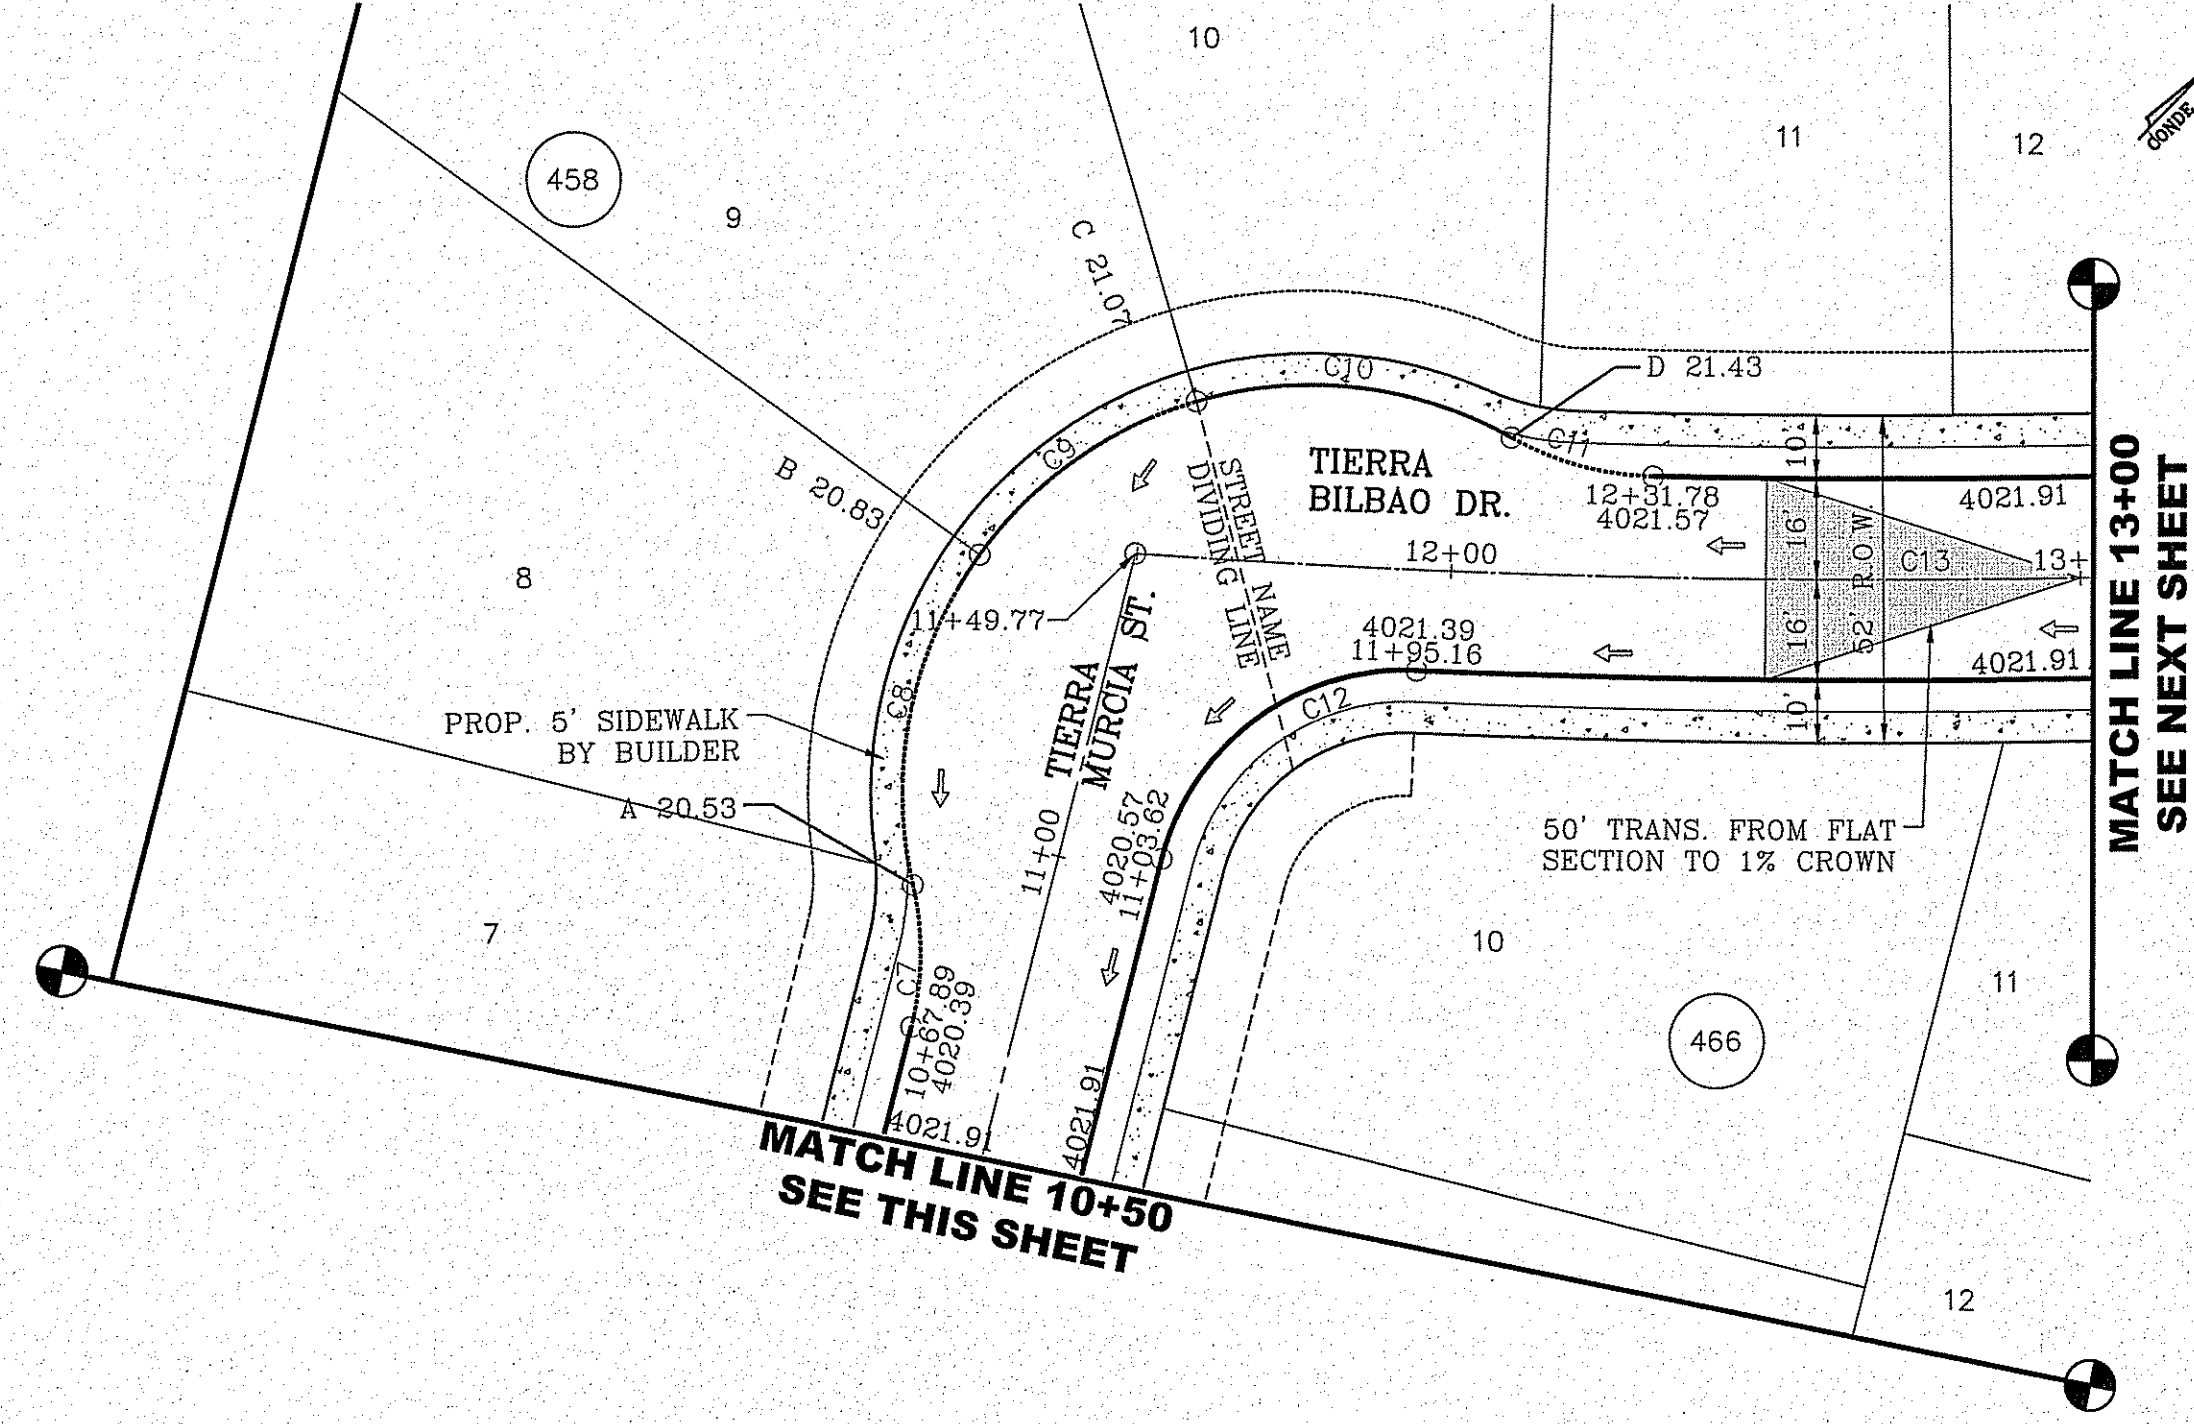 10
11
12
458
9
C 21.07
C10
D 21.43
C11
C9
B 20.83
TIERRA
BILBAO DR.
STREET NAME
DIVIDING LINE
12+31.78
4021.57
4021.91
10'
16'
52' R.O.W
C13
13+
12+00
8
11+49.77
4021.39
11+95.16
16'
4021.91
10'
C8
TIERRA
MURCIA ST.
C12
PROP. 5' SIDEWALK
BY BUILDER
A 20.53
11+00
4020.57
11+03.62
50' TRANS. FROM FLAT
SECTION TO 1% CROWN
MATCH LINE 13+00
SEE NEXT SHEET
7
C7
10+67.89
4020.39
4021.91
4021.91
10
11
466
MATCH LINE 10+50
SEE THIS SHEET
12